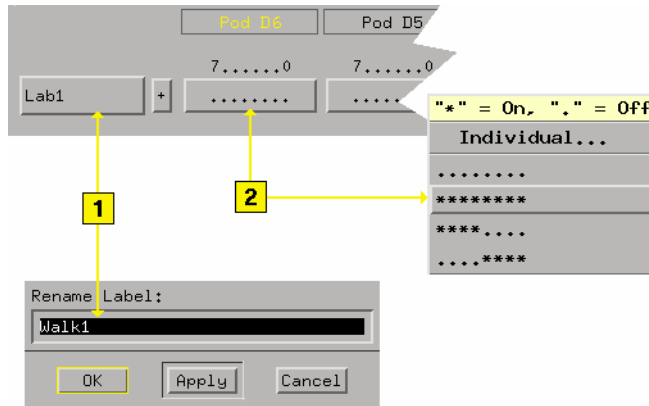 Pod D6 Pod D5
7......0 7......0
Lab1 + ........ .....
"*" = On, "." = Off
Individual...
........
********
****....
....****
1
2
Rename Label:
Walk1
OK Apply Cancel